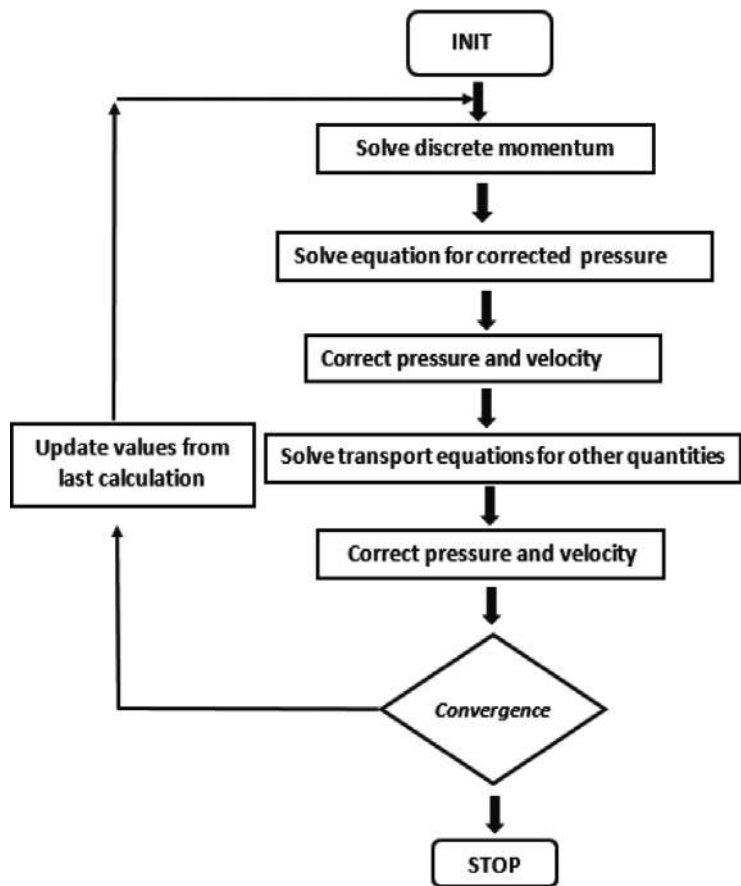 INIT
Solve discrete momentum
Solve equation for corrected pressure
Correct pressure and velocity
Update values from
last calculation
Solve transport equations for other quantities
Correct pressure and velocity
Convergence
STOP